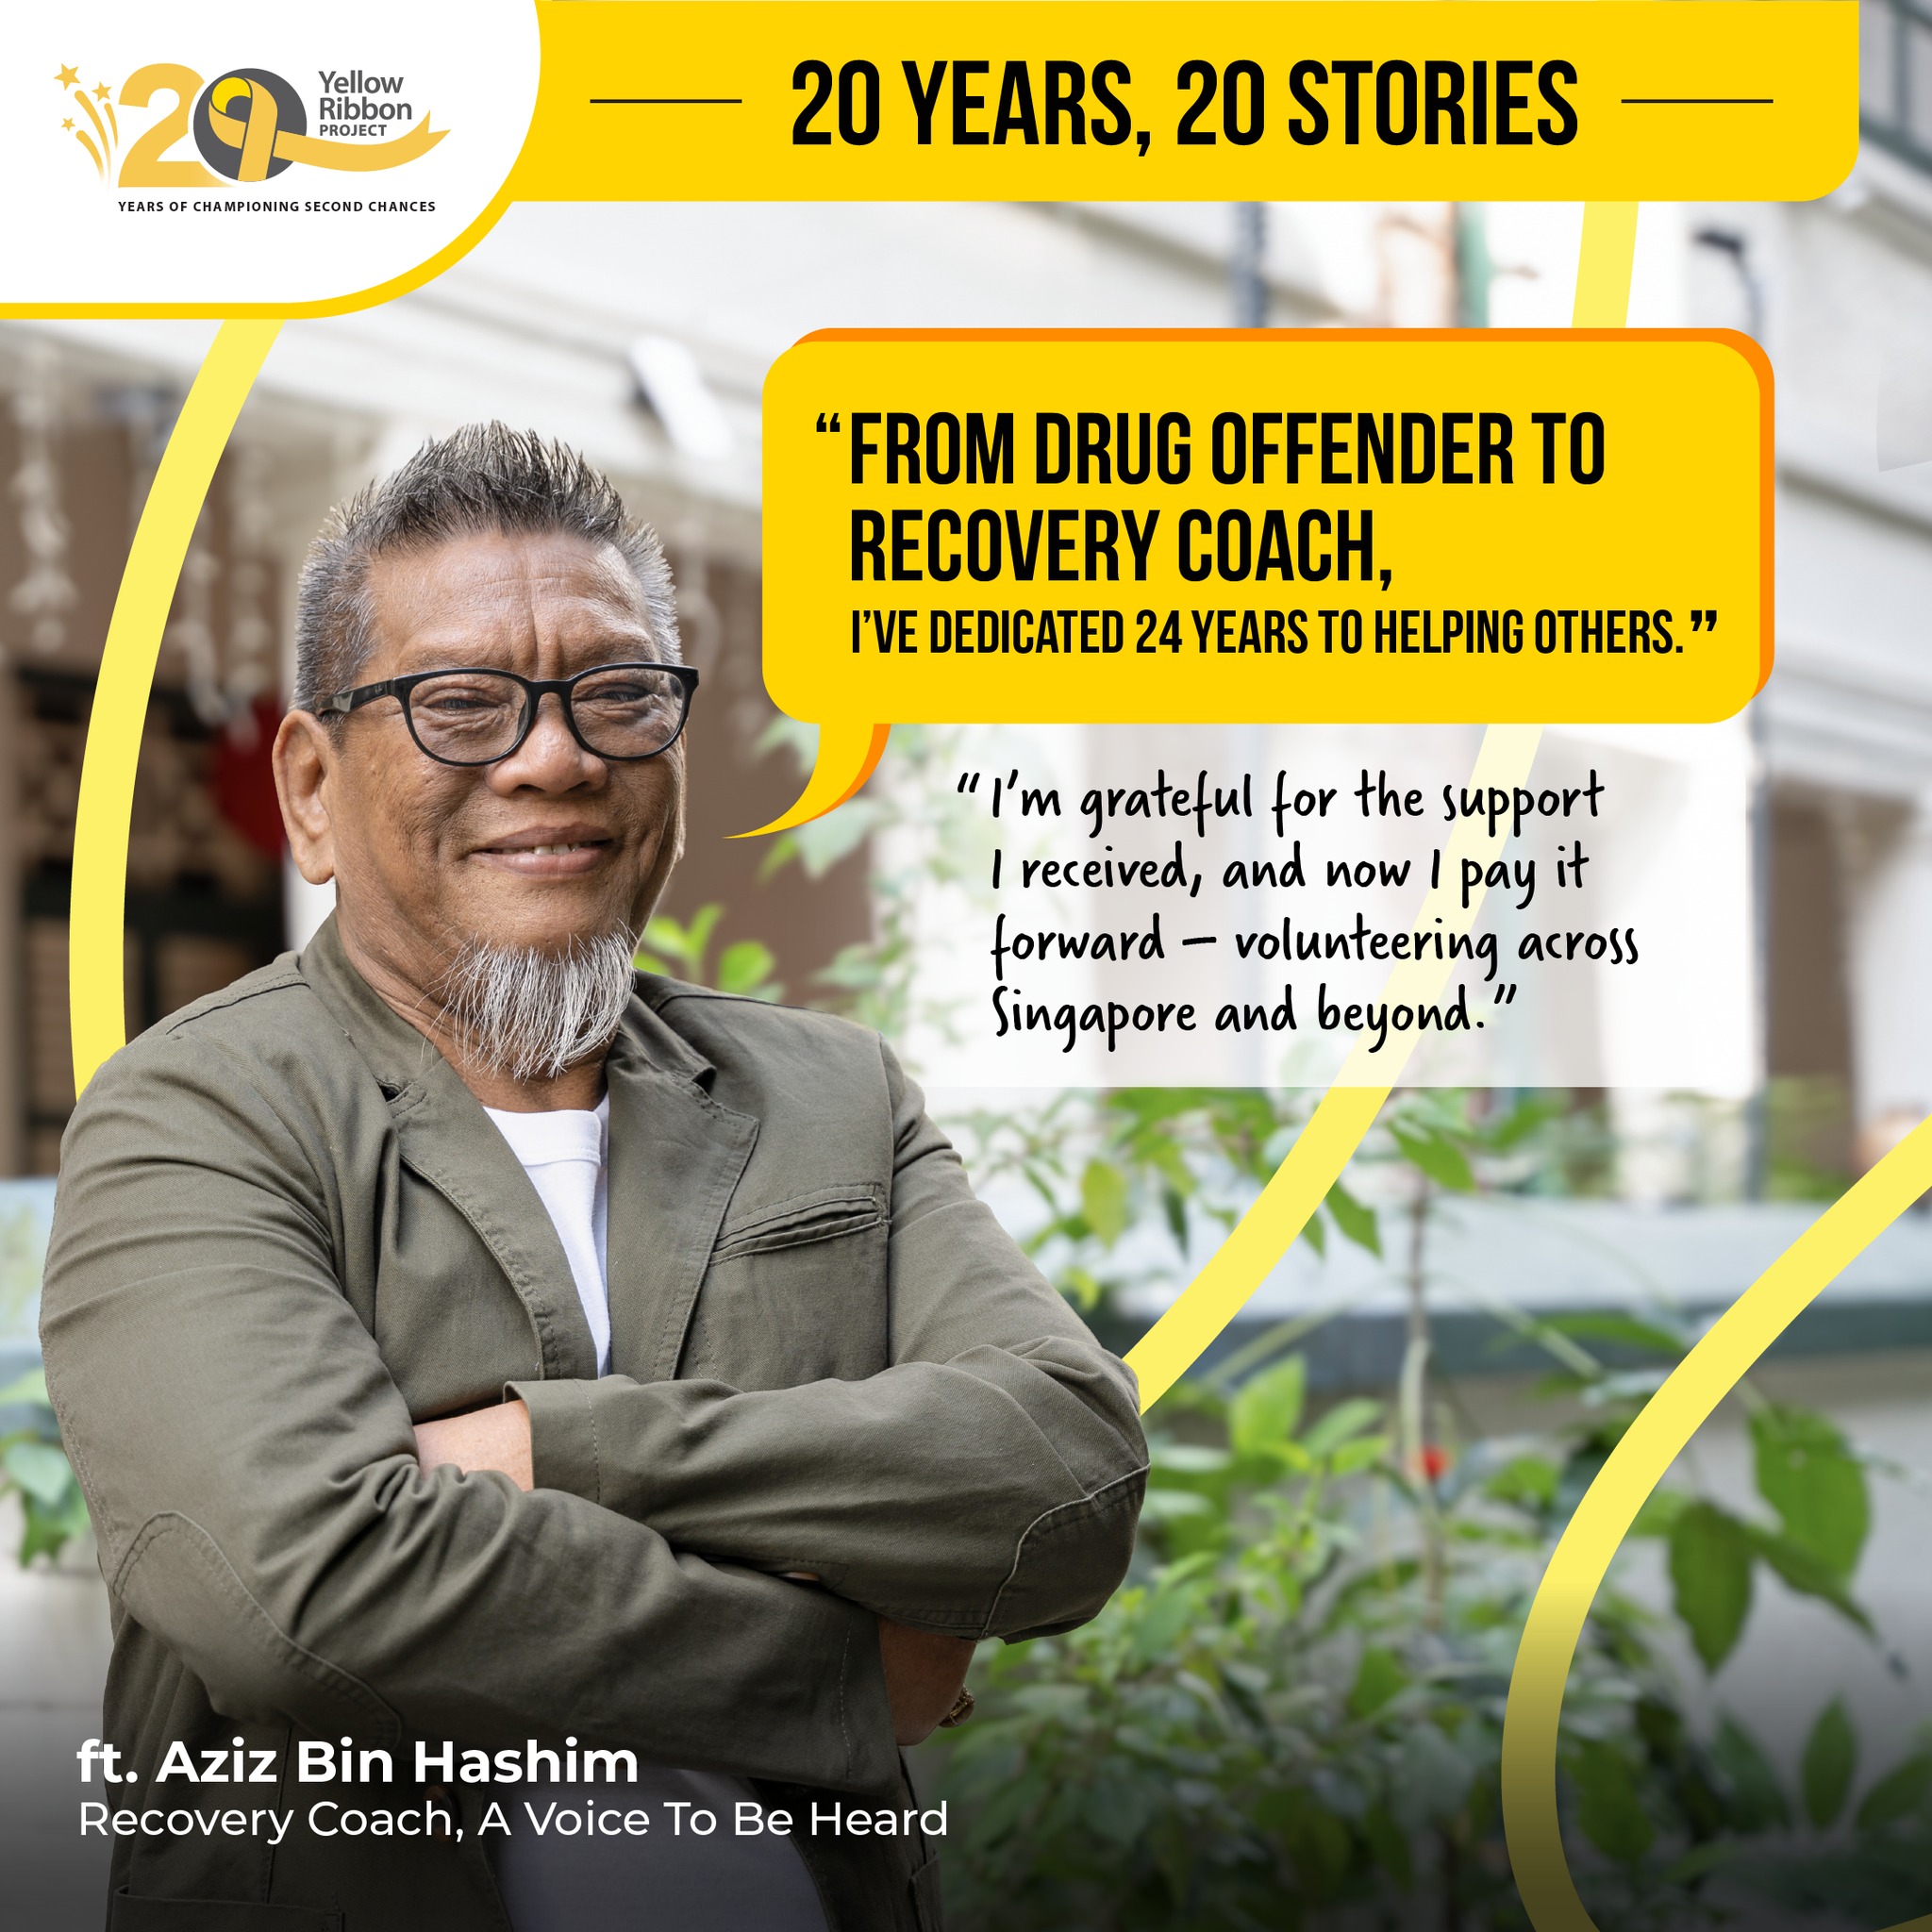 20 Yellow
Ribbon
PROJECT
YEARS OF CHAMPIONING SECOND CHANCES
20 YEARS, 20 STORIES
“FROM DRUG OFFENDER TO
RECOVERY COACH,
I’VE DEDICATED 24 YEARS TO HELPING OTHERS.”
“I’m grateful for the support
I received, and now I pay it
forward – volunteering across
Singapore and beyond.”
ft. Aziz Bin Hashim
Recovery Coach, A Voice To Be Heard